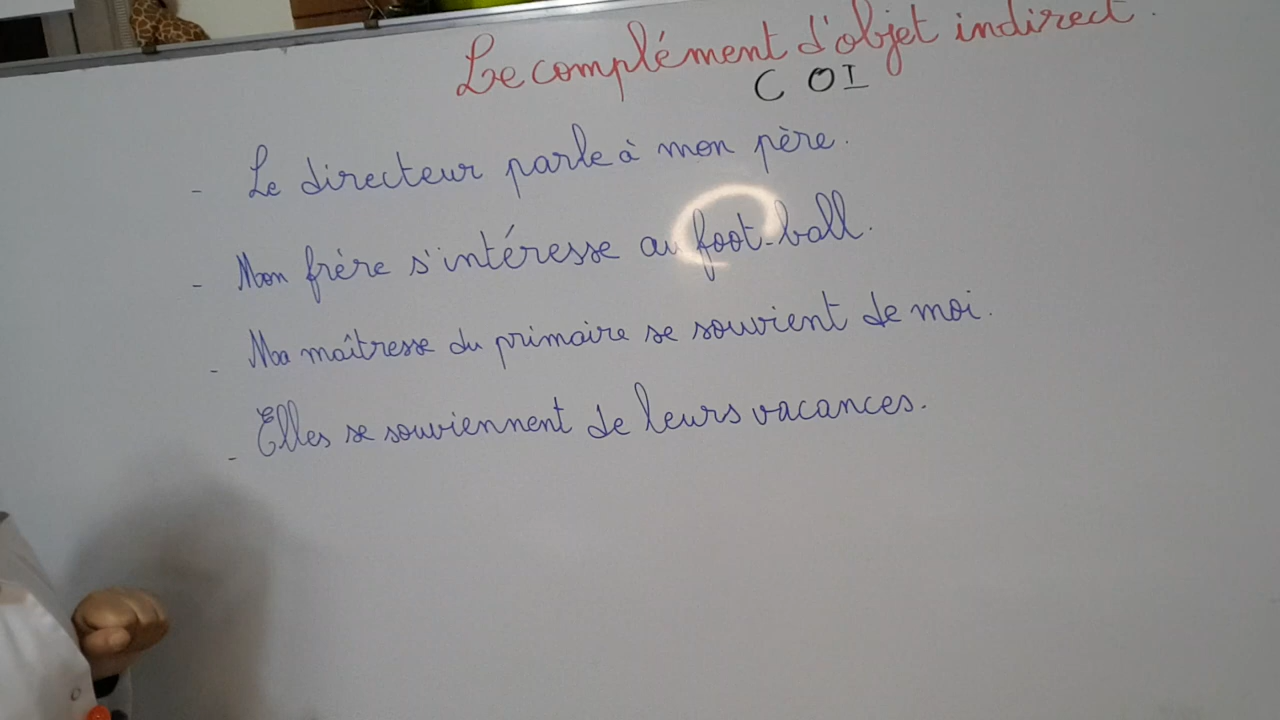 Le complément d'objet indirect.
C OI
- Le directeur parle à mon père.
- Mon frère s'intéresse au foot-ball.
- Ma maîtresse du primaire se souvient de moi.
- Elles se souviennent de leurs vacances.